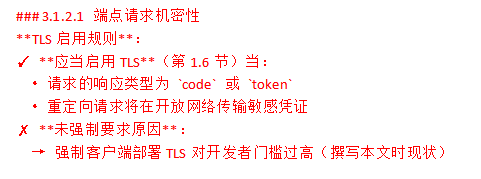 ### 3.1.2.1 端点请求机密性
**TLS 启用规则**：
✓ **应当启用 TLS**（第 1.6 节）当：
• 请求的响应类型为 `code` 或 `token`
• 重定向请求将在开放网络传输敏感凭证
✗ **未强制要求原因**：
→ 强制客户端部署 TLS 对开发者门槛过高（撰写本文时现状）